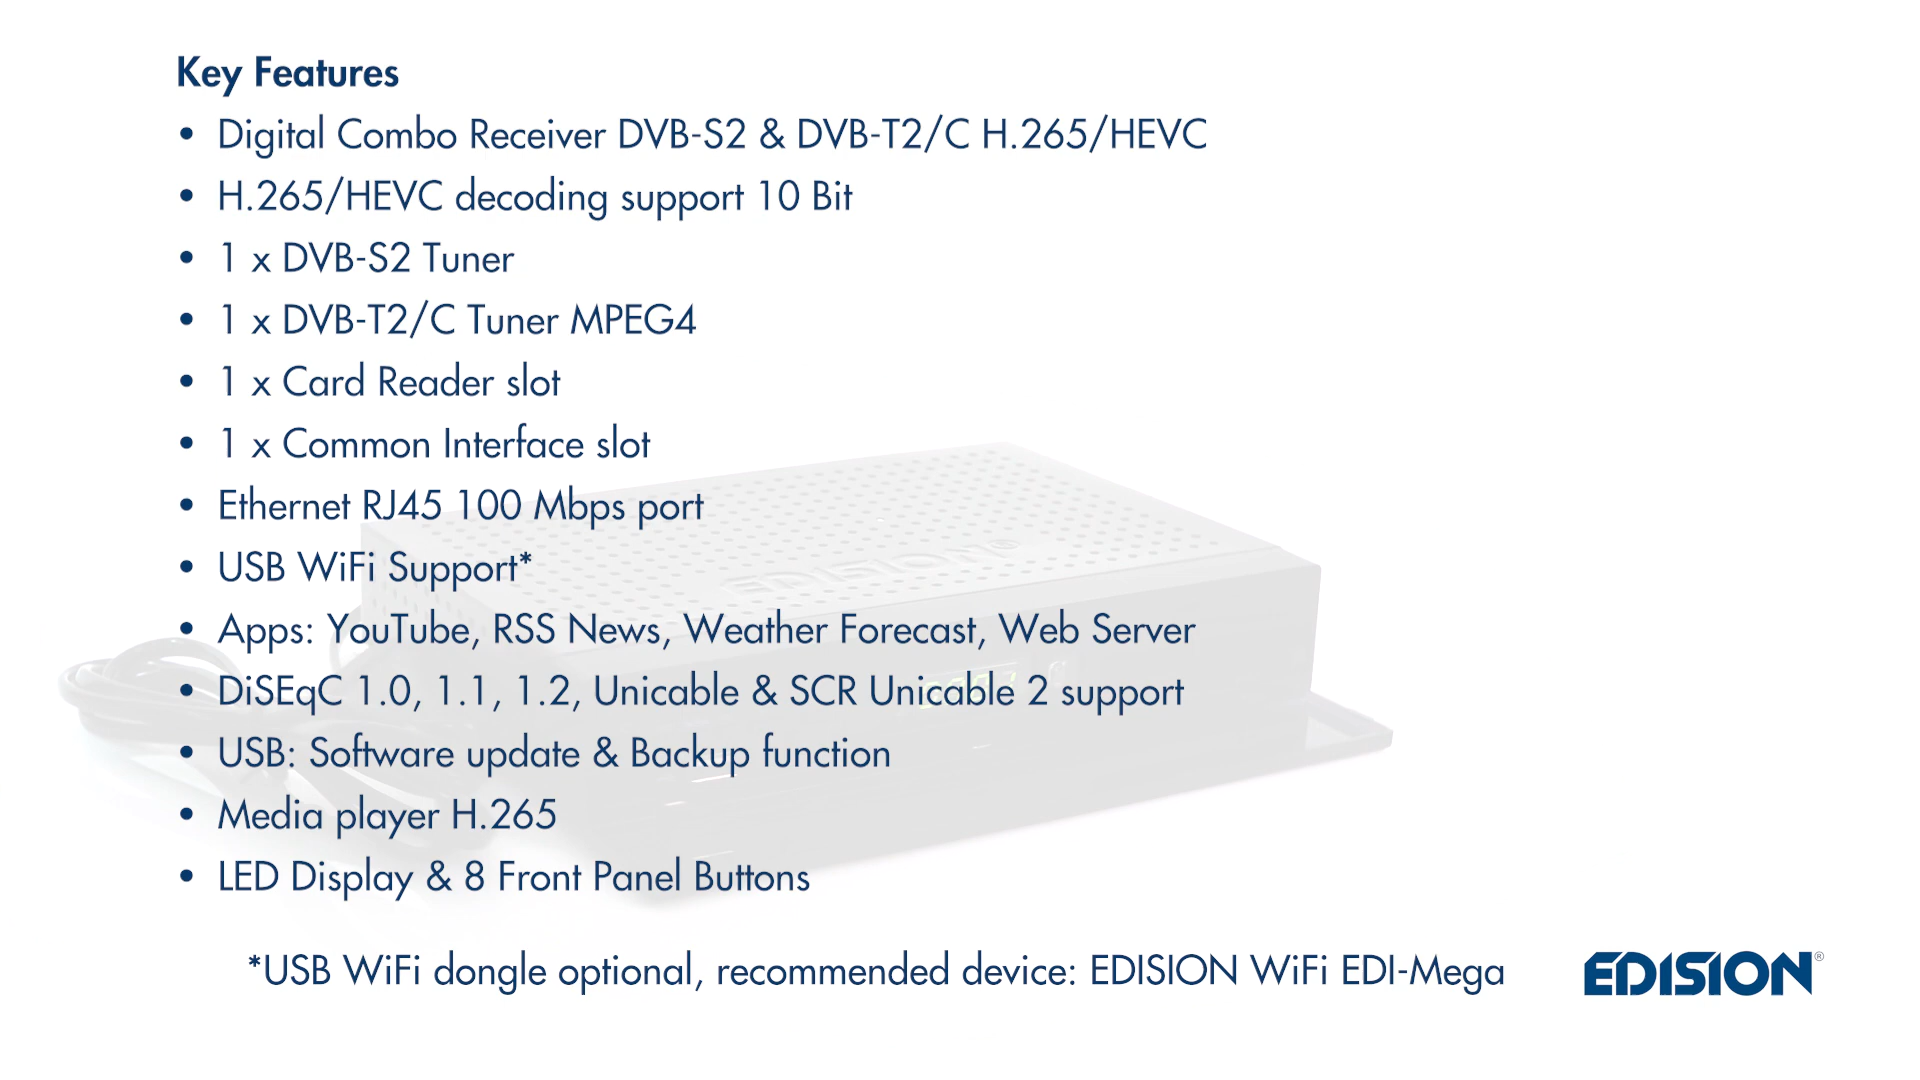 Key Features
• Digital Combo Receiver DVB-S2 & DVB-T2/C H.265/HEVC
• H.265/HEVC decoding support 10 Bit
• 1 x DVB-S2 Tuner
• 1 x DVB-T2/C Tuner MPEG4
• 1 x Card Reader slot
• 1 x Common Interface slot
• Ethernet RJ45 100 Mbps port
• USB WiFi Support*
EDISION
• Apps: YouTube, RSS News, Weather Forecast, Web Server
• DiSEqC 1.0, 1.1, 1.2, Unicable & SCR Unicable 2 support
• USB: Software update & Backup function
• Media player H.265
• LED Display & 8 Front Panel Buttons
*USB WiFi dongle optional, recommended device: EDISION WiFi EDI-Mega
EDISION®